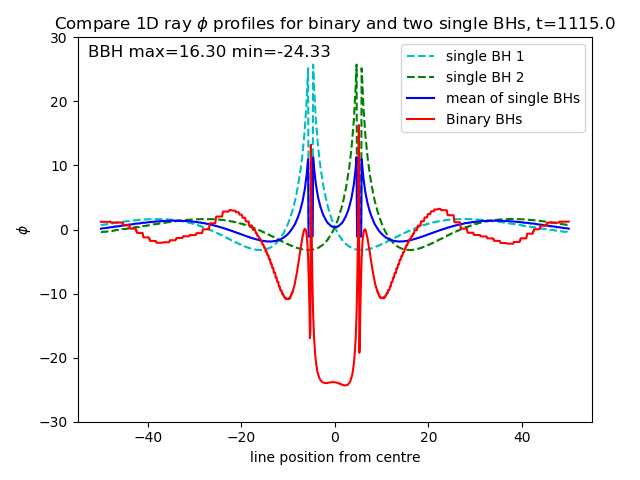 Compare 1D ray ϕ profiles for binary and two single BHs, t=1115.0
BBH max=16.30 min=-24.33
single BH 1
single BH 2
mean of single BHs
Binary BHs
30
20
10
0
−10
−20
−30
ϕ
−40
−20
0
20
40
line position from centre